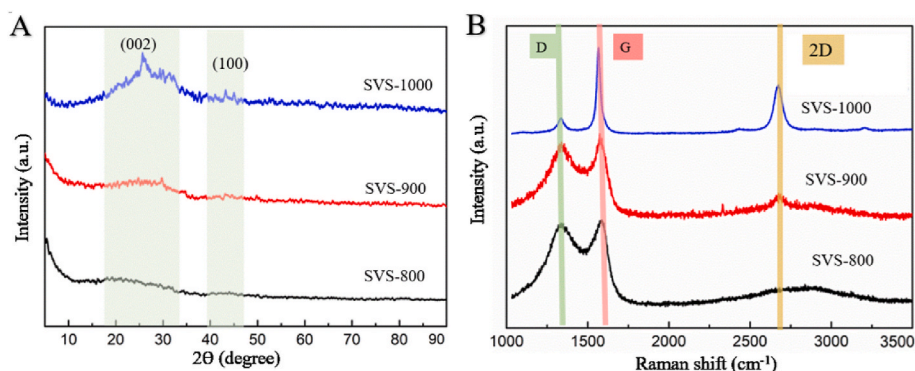 A
(002)
(100)
SVS-1000
SVS-900
SVS-800
Intensity (a.u.)
10 20 30 40 50 60 70 80 90
2Θ (degree)
B
D G 2D
SVS-1000
SVS-900
SVS-800
Intensity (a.u.)
1000 1500 2000 2500 3000 3500
Raman shift (cm⁻¹)